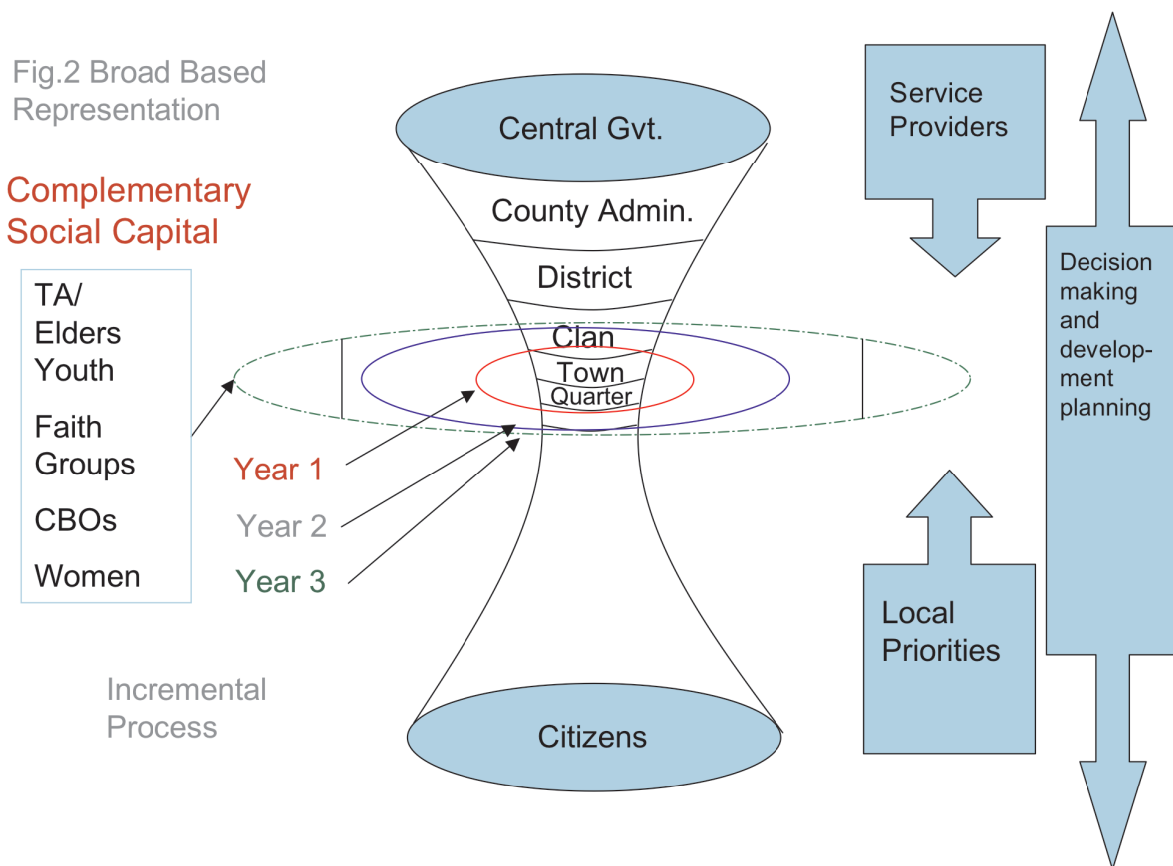 Fig.2 Broad Based
Representation
Complementary
Social Capital
TA/
Elders
Youth
Faith
Groups
CBOs
Women
Year 1
Year 2
Year 3
Incremental
Process
Central Gvt.
County Admin.
District
Clan
Town
Quarter
Citizens
Service
Providers
Local
Priorities
Decision
making
and
develop-
ment
planning